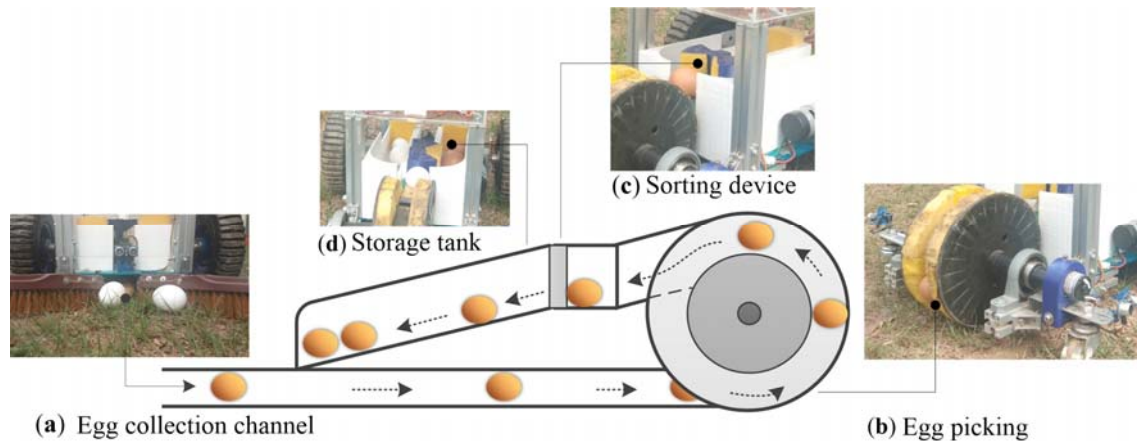 (c) Sorting device
(d) Storage tank
(a) Egg collection channel
(b) Egg picking